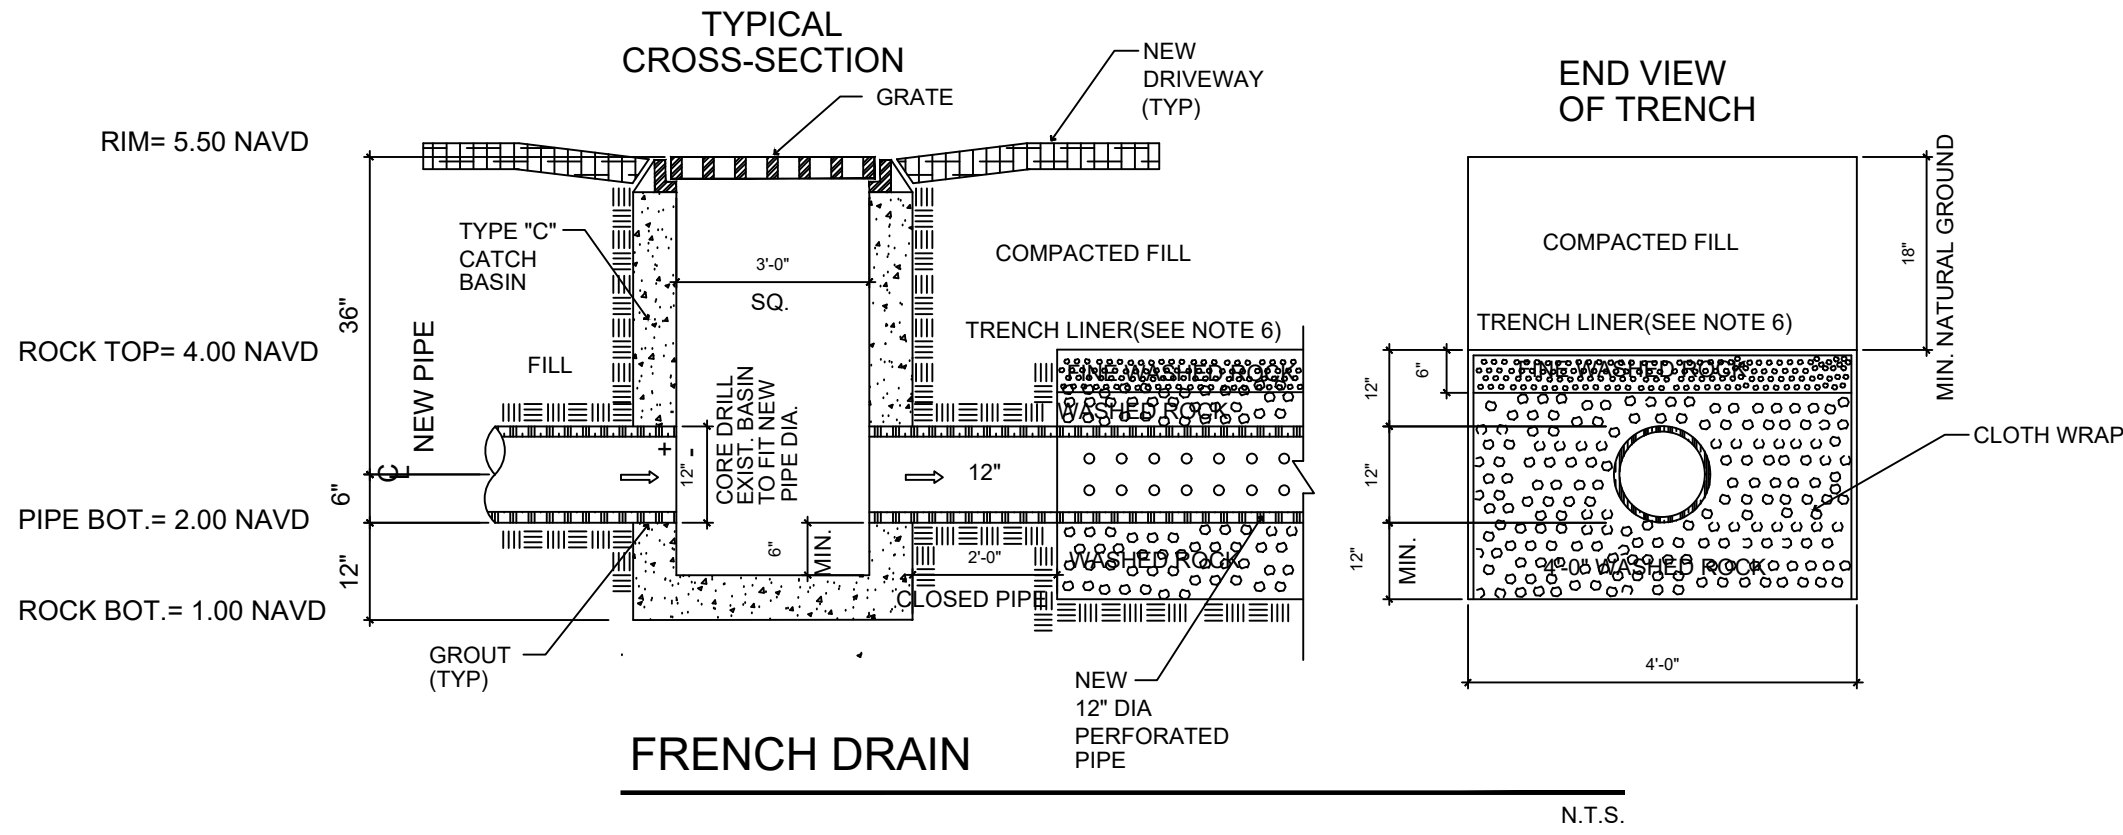 TYPICAL
CROSS-SECTION
GRATE
NEW
DRIVEWAY
(TYP)
END VIEW
OF TRENCH
RIM= 5.50 NAVD
ROCK TOP= 4.00 NAVD
PIPE BOT.= 2.00 NAVD
ROCK BOT.= 1.00 NAVD
36"
6"
12"
NEW PIPE
CL
TYPE "C"
CATCH
BASIN
FILL
3'-0"
SQ.
CORE DRILL
EXIST. BASIN
TO FIT NEW
PIPE DIA.
+
12"
-
6"
MIN.
GROUT
(TYP)
COMPACTED FILL
TRENCH LINER(SEE NOTE 6)
FINE WASHED ROCK
WASHED ROCK
12"
2'-0"
WASHED ROCK
CLOSED PIPE
NEW
12" DIA
PERFORATED
PIPE
COMPACTED FILL
18"
MIN. NATURAL GROUND
TRENCH LINER(SEE NOTE 6)
6"
12"
FINE WASHED ROCK
CLOTH WRAP
12"
12"
MIN.
4'-0" WASHED ROCK
4'-0"
FRENCH DRAIN
N.T.S.